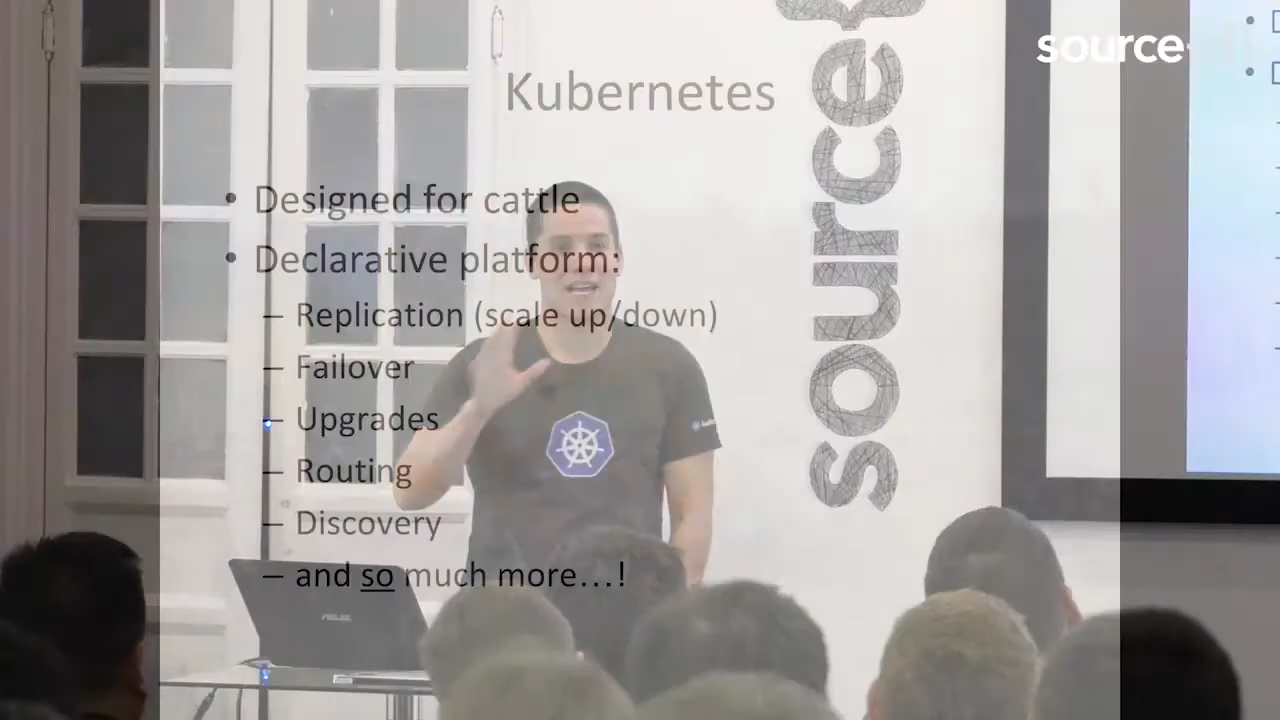 source{d}
Kubernetes
• Designed for cattle
• Declarative platform:
– Replication (scale up/down)
– Failover
– Upgrades
– Routing
– Discovery
– and so much more…!
source{
ASUS